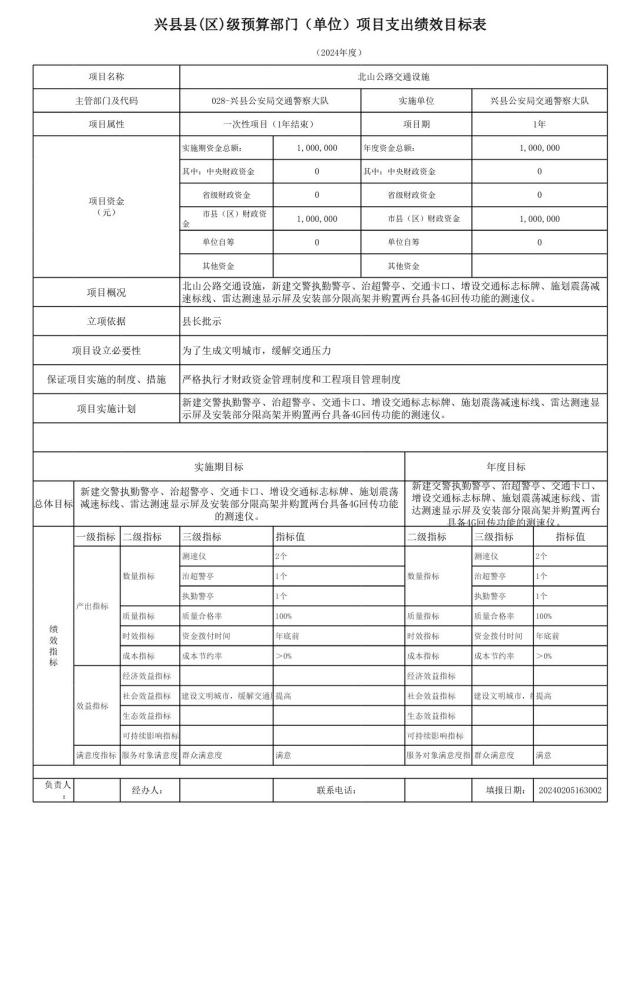 兴县县(区)级预算部门（单位）项目支出绩效目标表
（2024年度）
项目名称 北山公路交通设施
主管部门及代码 028-兴县公安局交通警察大队 实施单位 兴县公安局交通警察大队
项目属性 一次性项目（1年结束） 项目期 1年
项目资金
（元）
实施期资金总额： 1,000,000 年度资金总额： 1,000,000
其中：中央财政资金 0 其中：中央财政资金 0
省级财政资金 0 省级财政资金 0
市县（区）财政资金 1,000,000 市县（区）财政资金 1,000,000
单位自筹 0 单位自筹 0
其他资金 其他资金
项目概况 北山公路交通设施，新建交警执勤警亭、治超警亭、交通卡口、增设交通标志标牌、施划震荡减
速标线、雷达测速显示屏及安装部分限高架并购置两台具备4G回传功能的测速仪。
立项依据 县长批示
项目设立必要性 为了生成文明城市，缓解交通压力
保证项目实施的制度、措施 严格执行才财政资金管理制度和工程项目管理制度
项目实施计划 新建交警执勤警亭、治超警亭、交通卡口、增设交通标志标牌、施划震荡减速标线、雷达测速显
示屏及安装部分限高架并购置两台具备4G回传功能的测速仪。
实施期目标 年度目标
总体目标
新建交警执勤警亭、治超警亭、交通卡口、增设交通标志标牌、施划震荡
减速标线、雷达测速显示屏及安装部分限高架并购置两台具备4G回传功能
的测速仪。
新建交警执勤警亭、治超警亭、交通卡口、
增设交通标志标牌、施划震荡减速标线、雷
达测速显示屏及安装部分限高架并购置两台
具备4G回传功能的测速仪。
绩效指标
一级指标 二级指标 三级指标 指标值 二级指标 三级指标 指标值
产出指标 数量指标 测速仪 2个 数量指标 测速仪 2个
治超警亭 1个 治超警亭 1个
执勤警亭 1个 执勤警亭 1个
质量指标 质量合格率 100% 质量指标 质量合格率 100%
时效指标 资金拨付时间 年底前 时效指标 资金拨付时间 年底前
成本指标 成本节约率 ＞0% 成本指标 成本节约率 ＞0%
效益指标 经济效益指标 经济效益指标
社会效益指标 建设文明城市，缓解交通 提高 社会效益指标 建设文明城市， 提高
生态效益指标 生态效益指标
可持续影响指标 可持续影响指标
满意度指标 服务对象满意度 群众满意度 满意 服务对象满意度指 群众满意度 满意
负责人： 经办人： 联系电话： 填报日期： 20240205163002